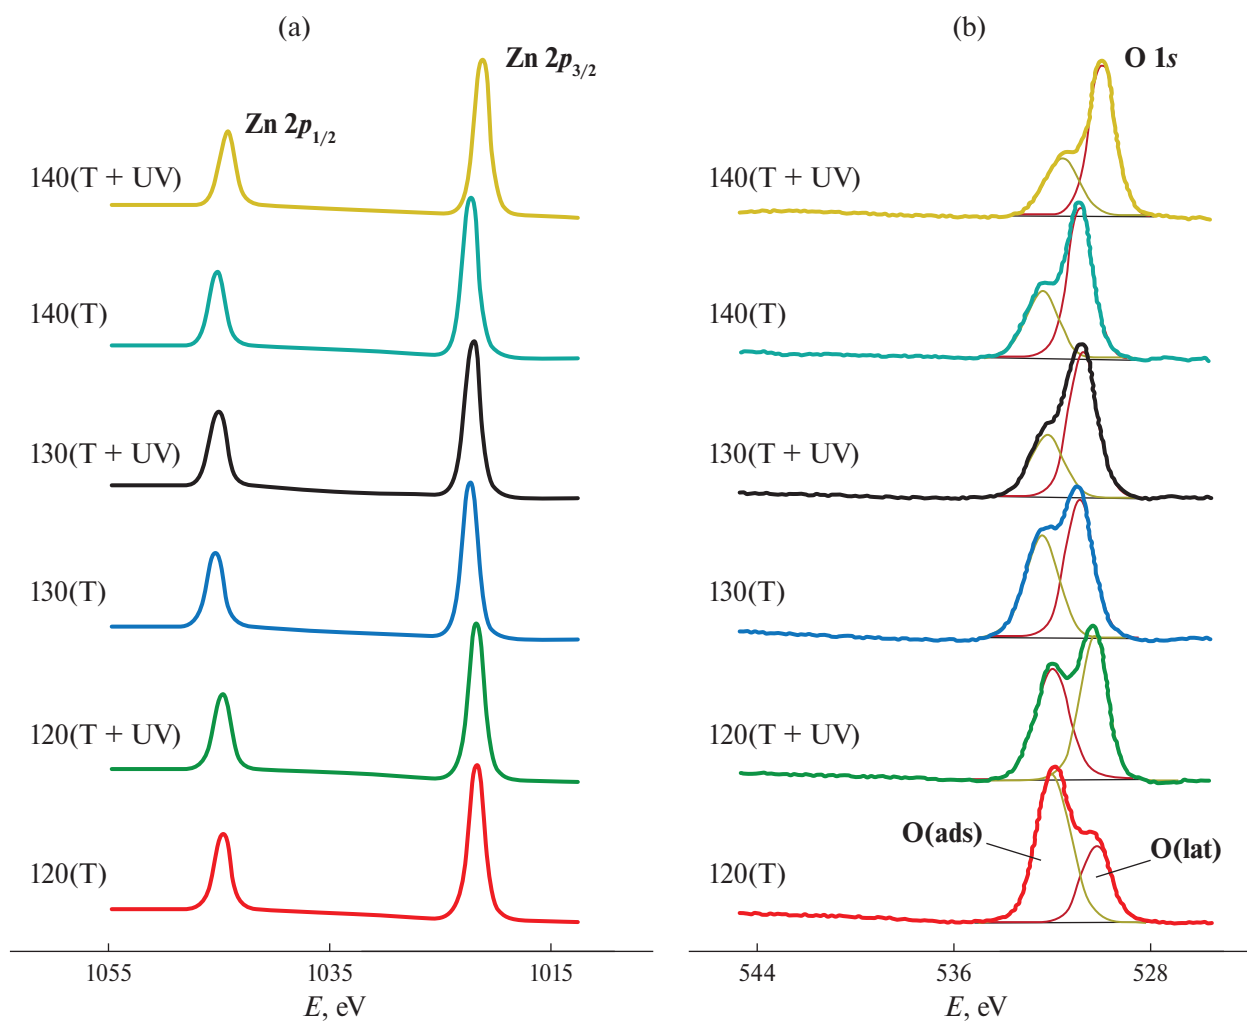 (a)
Zn 2p3/2
Zn 2p1/2
140(T + UV)
140(T)
130(T + UV)
130(T)
120(T + UV)
120(T)
1055 1035 1015
E, eV
(b)
O 1s
140(T + UV)
140(T)
130(T + UV)
130(T)
120(T + UV)
O(ads)
O(lat)
120(T)
544 536 528
E, eV